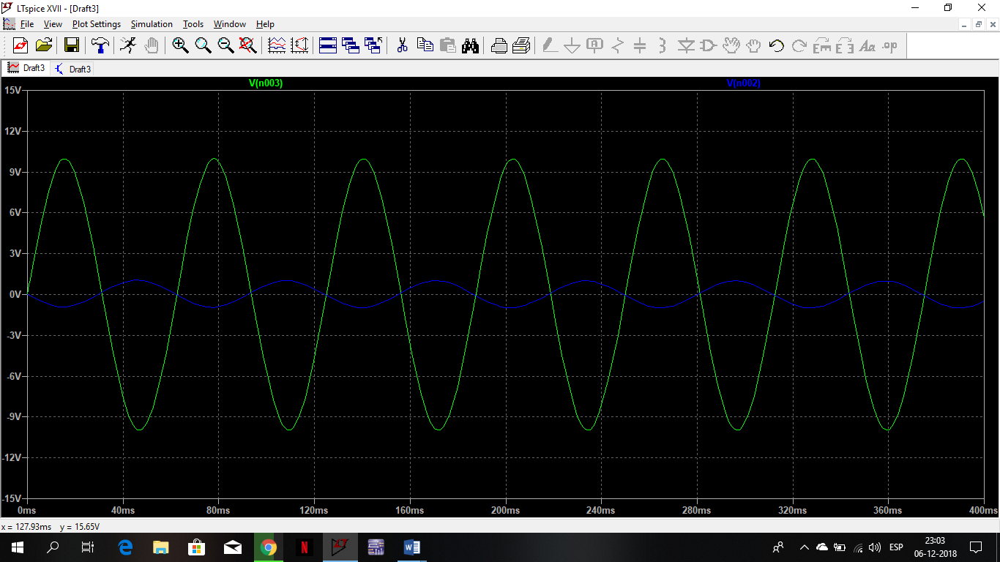 LTspice XVII - [Draft3]
File View Plot Settings Simulation Tools Window Help
Draft3 Draft3
V(n003) V(n002)
15V
12V
9V
6V
3V
0V
-3V
-6V
-9V
-12V
-15V
0ms 40ms 80ms 120ms 160ms 200ms 240ms 280ms 320ms 360ms 400ms
x = 127.93ms y = 15.65V
ESP
23:03
06-12-2018